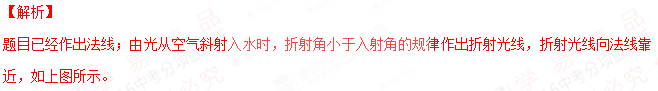 【解析】
题目已经作出法线；由光从空气斜射入水时，折射角小于入射角的规律作出折射光线，折射光线向法线靠
近，如上图所示。